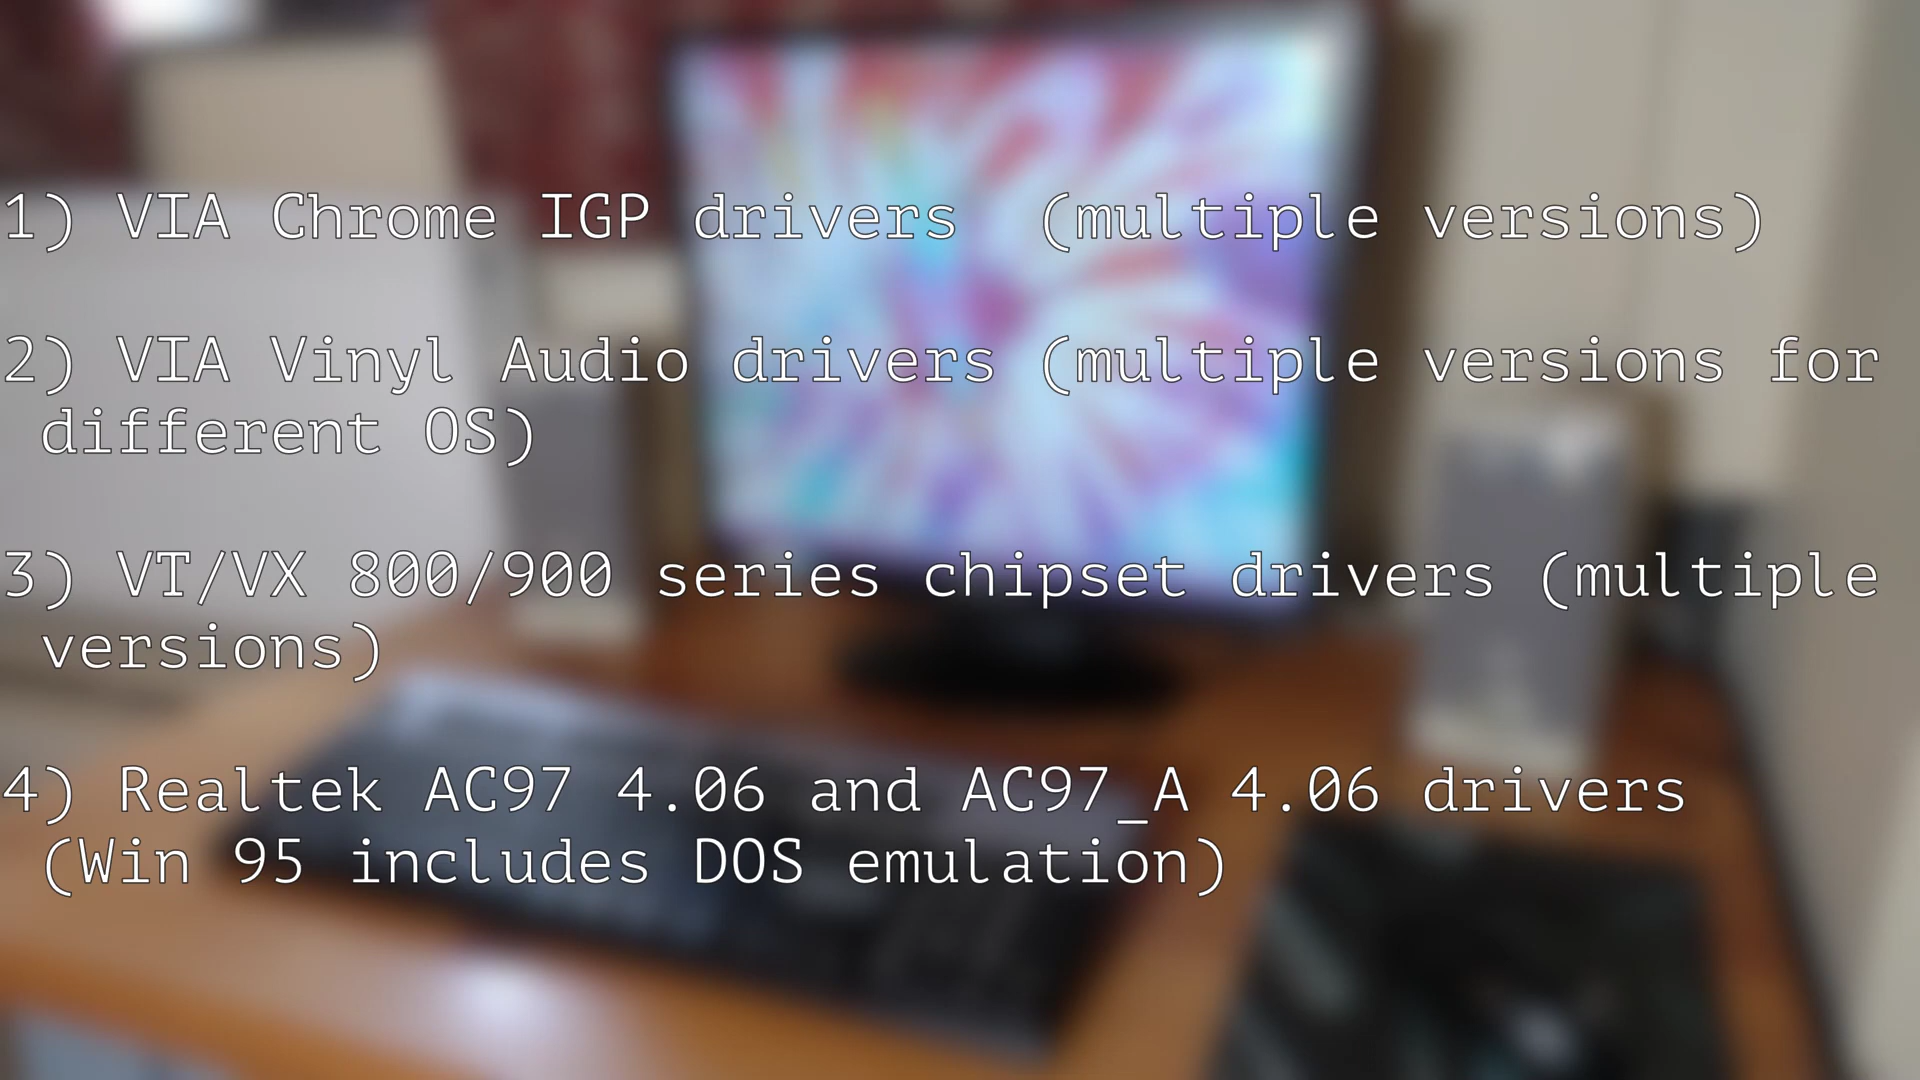 1) VIA Chrome IGP drivers  (multiple versions)
2) VIA Vinyl Audio drivers (multiple versions for
different OS)
3) VT/VX 800/900 series chipset drivers (multiple
versions)
4) Realtek AC97 4.06 and AC97_A 4.06 drivers
(Win 95 includes DOS emulation)